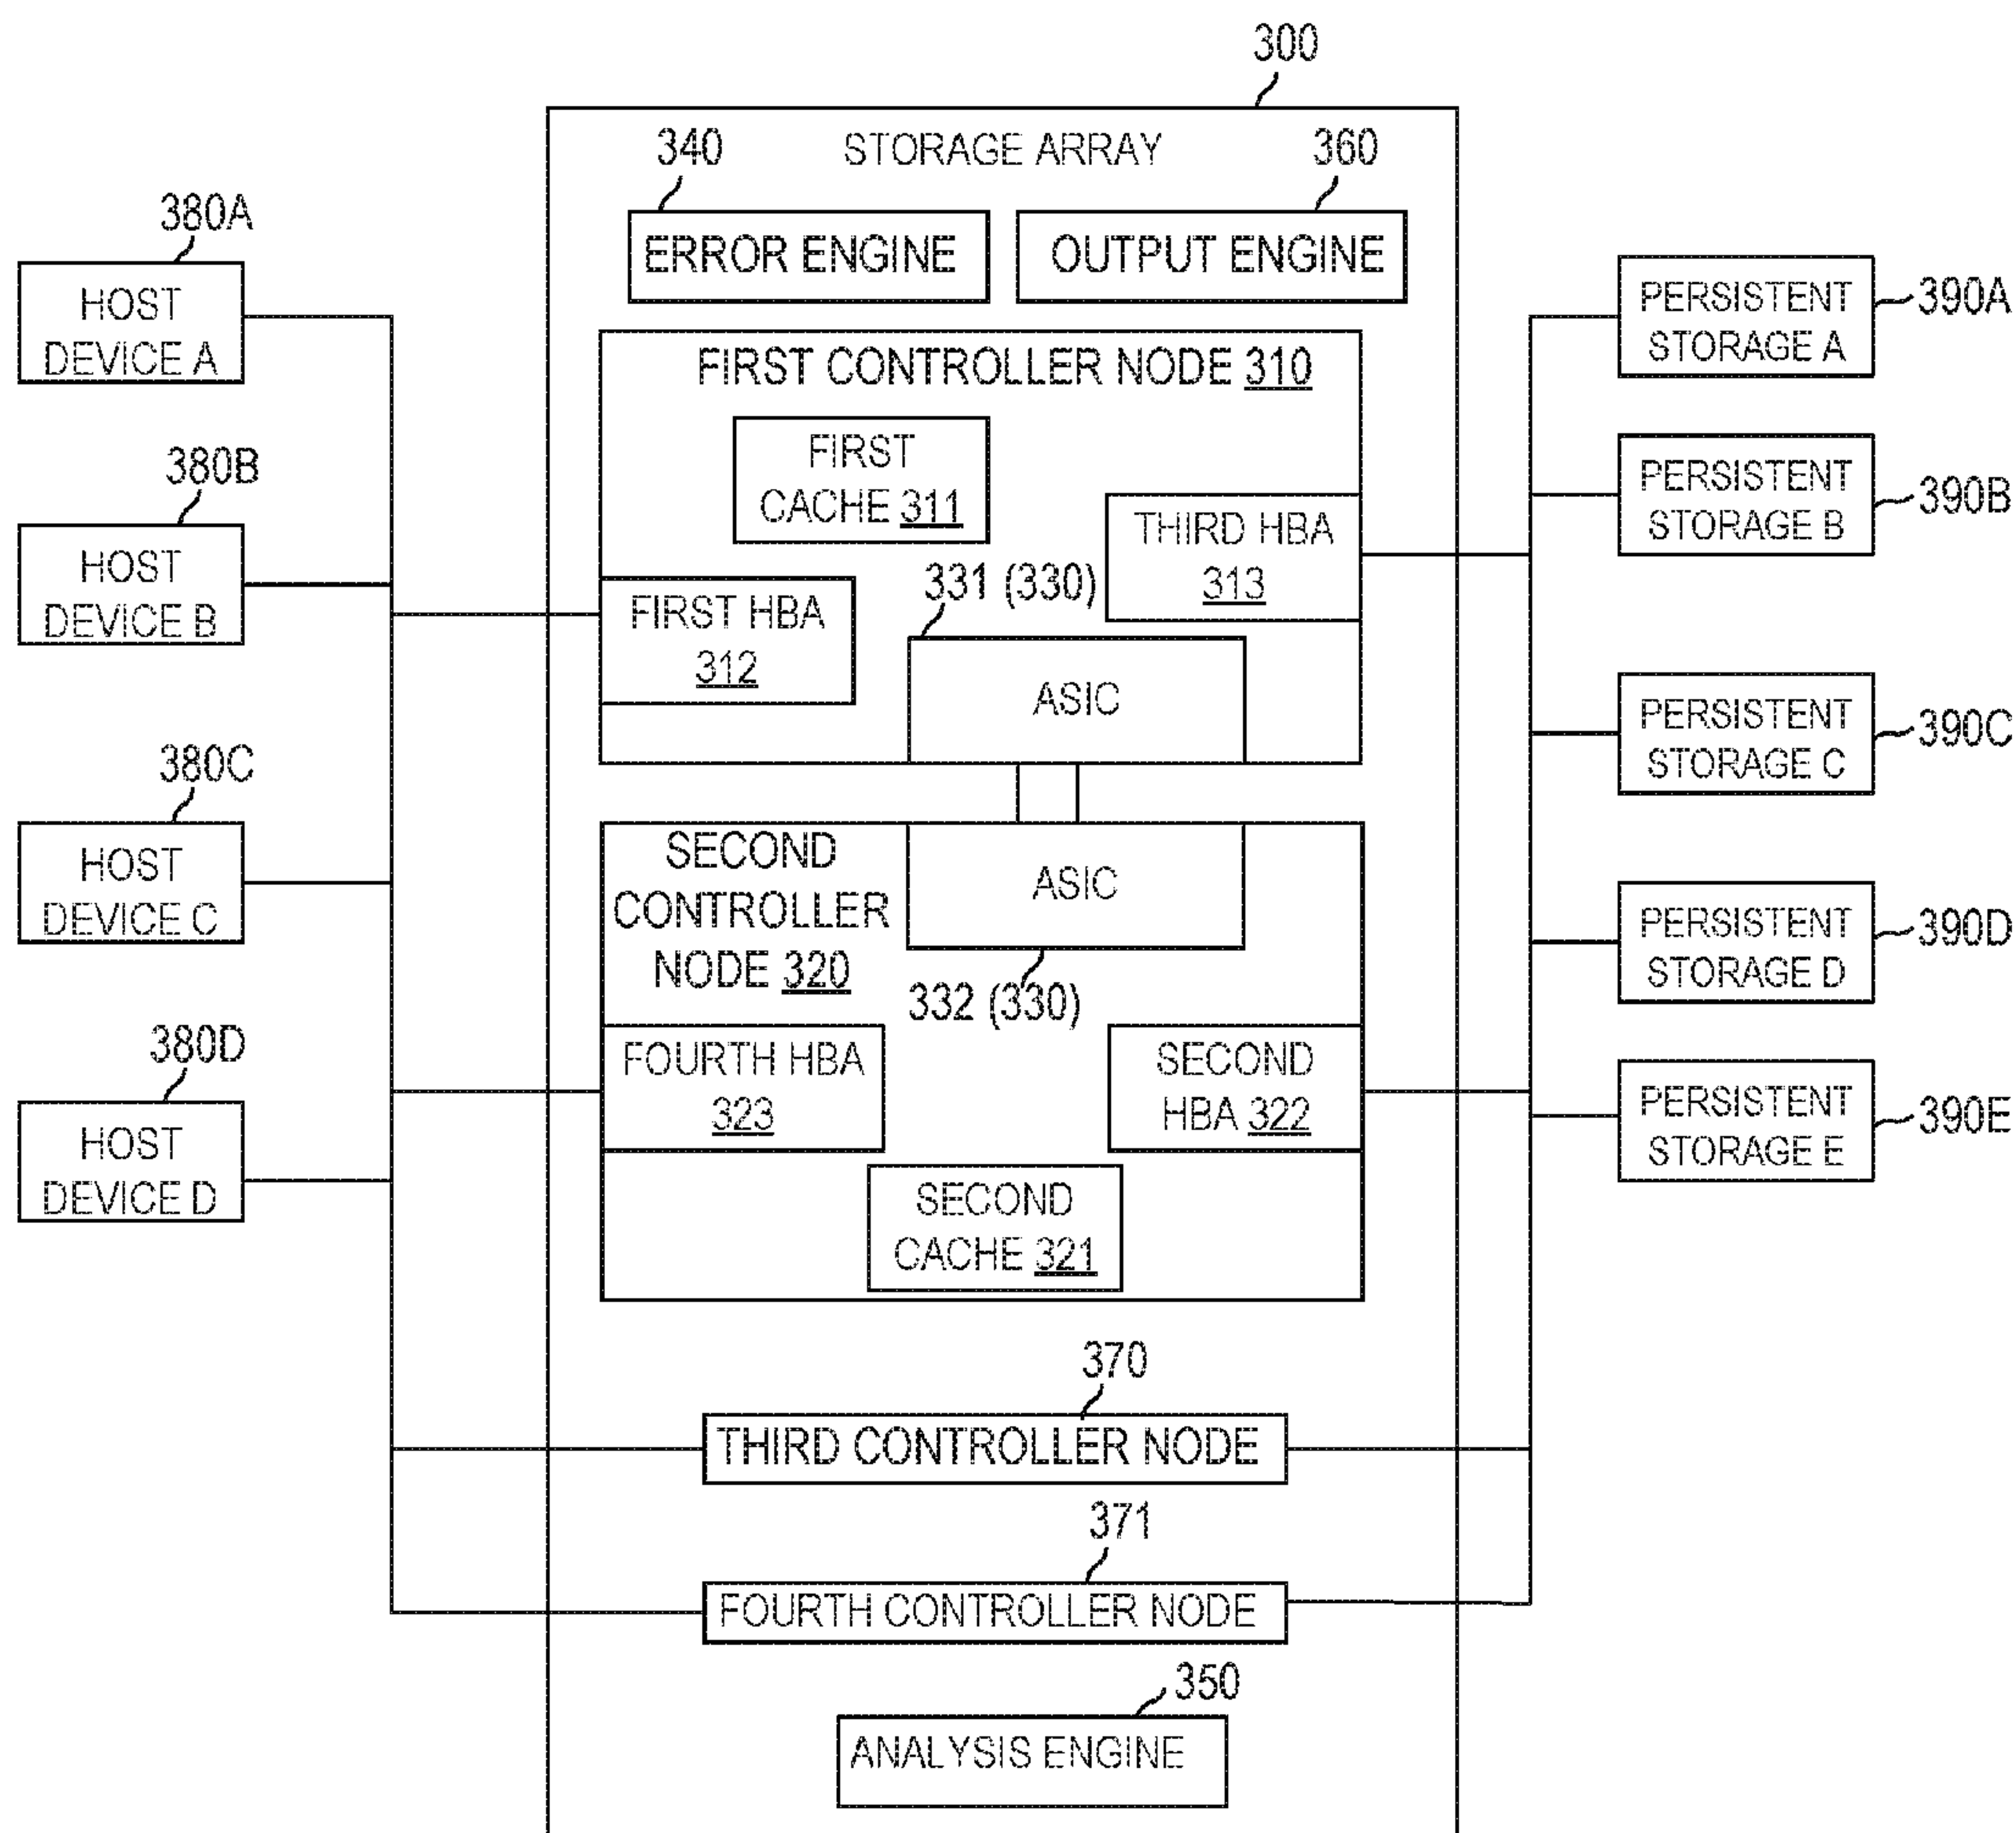 300
STORAGE ARRAY
340
360
ERROR ENGINE
OUTPUT ENGINE
380A
HOST
DEVICE A
380B
HOST
DEVICE B
380C
HOST
DEVICE C
380D
HOST
DEVICE D
FIRST CONTROLLER NODE 310
FIRST
CACHE 311
THIRD HBA
313
331 (330)
FIRST HBA
312
ASIC
SECOND
CONTROLLER
NODE 320
ASIC
332 (330)
FOURTH HBA
323
SECOND
HBA 322
SECOND
CACHE 321
370
THIRD CONTROLLER NODE
371
FOURTH CONTROLLER NODE
350
ANALYSIS ENGINE
PERSISTENT
STORAGE A
390A
PERSISTENT
STORAGE B
390B
PERSISTENT
STORAGE C
390C
PERSISTENT
STORAGE D
390D
PERSISTENT
STORAGE E
390E